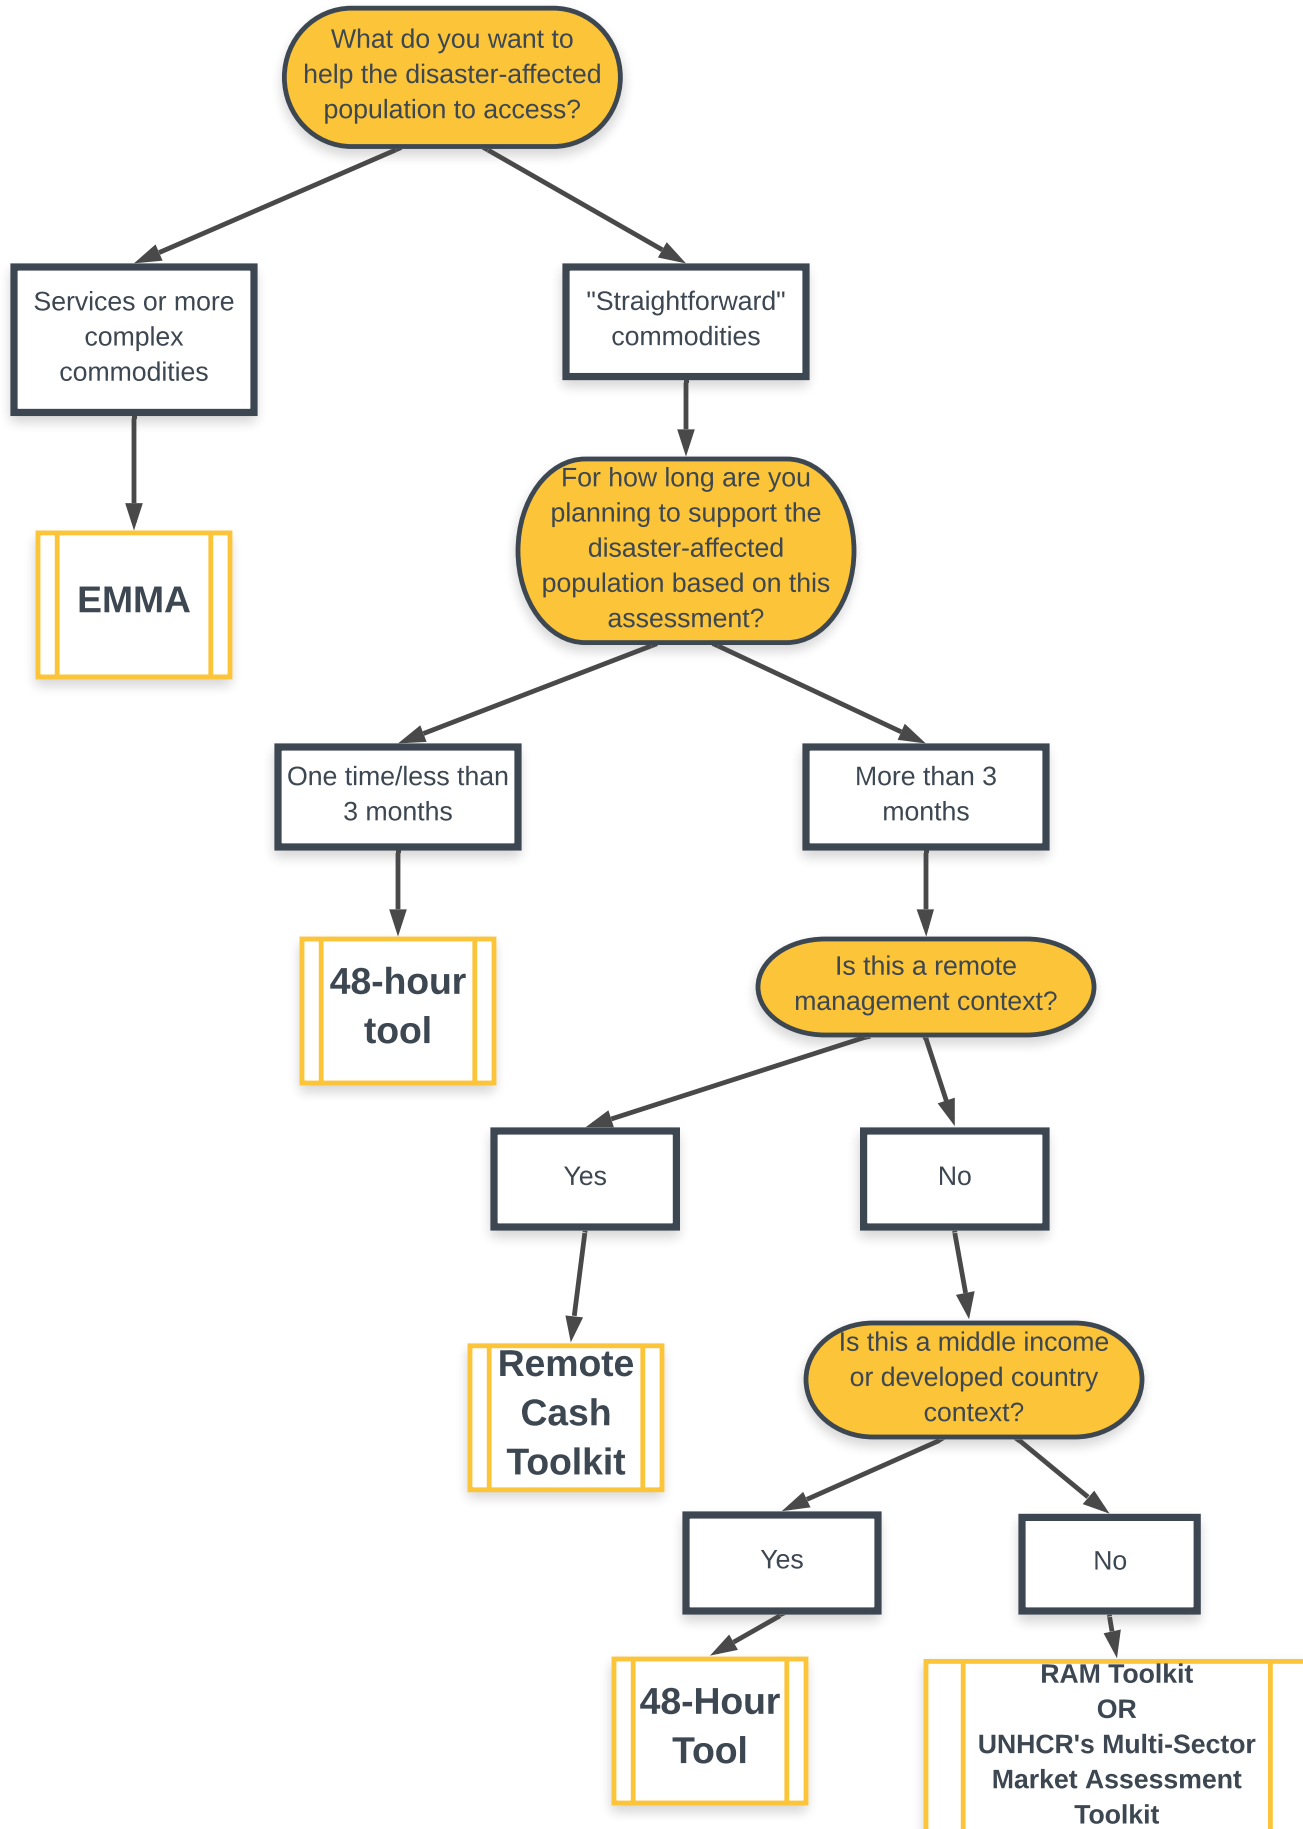 What do you want to
help the disaster-affected
population to access?
Services or more
complex
commodities
"Straightforward"
commodities
EMMA
For how long are you
planning to support the
disaster-affected
population based on this
assessment?
One time/less than
3 months
More than 3
months
48-hour
tool
Is this a remote
management context?
Yes
No
Remote
Cash
Toolkit
Is this a middle income
or developed country
context?
Yes
No
48-Hour
Tool
RAM Toolkit
OR
UNHCR's Multi-Sector
Market Assessment
Toolkit